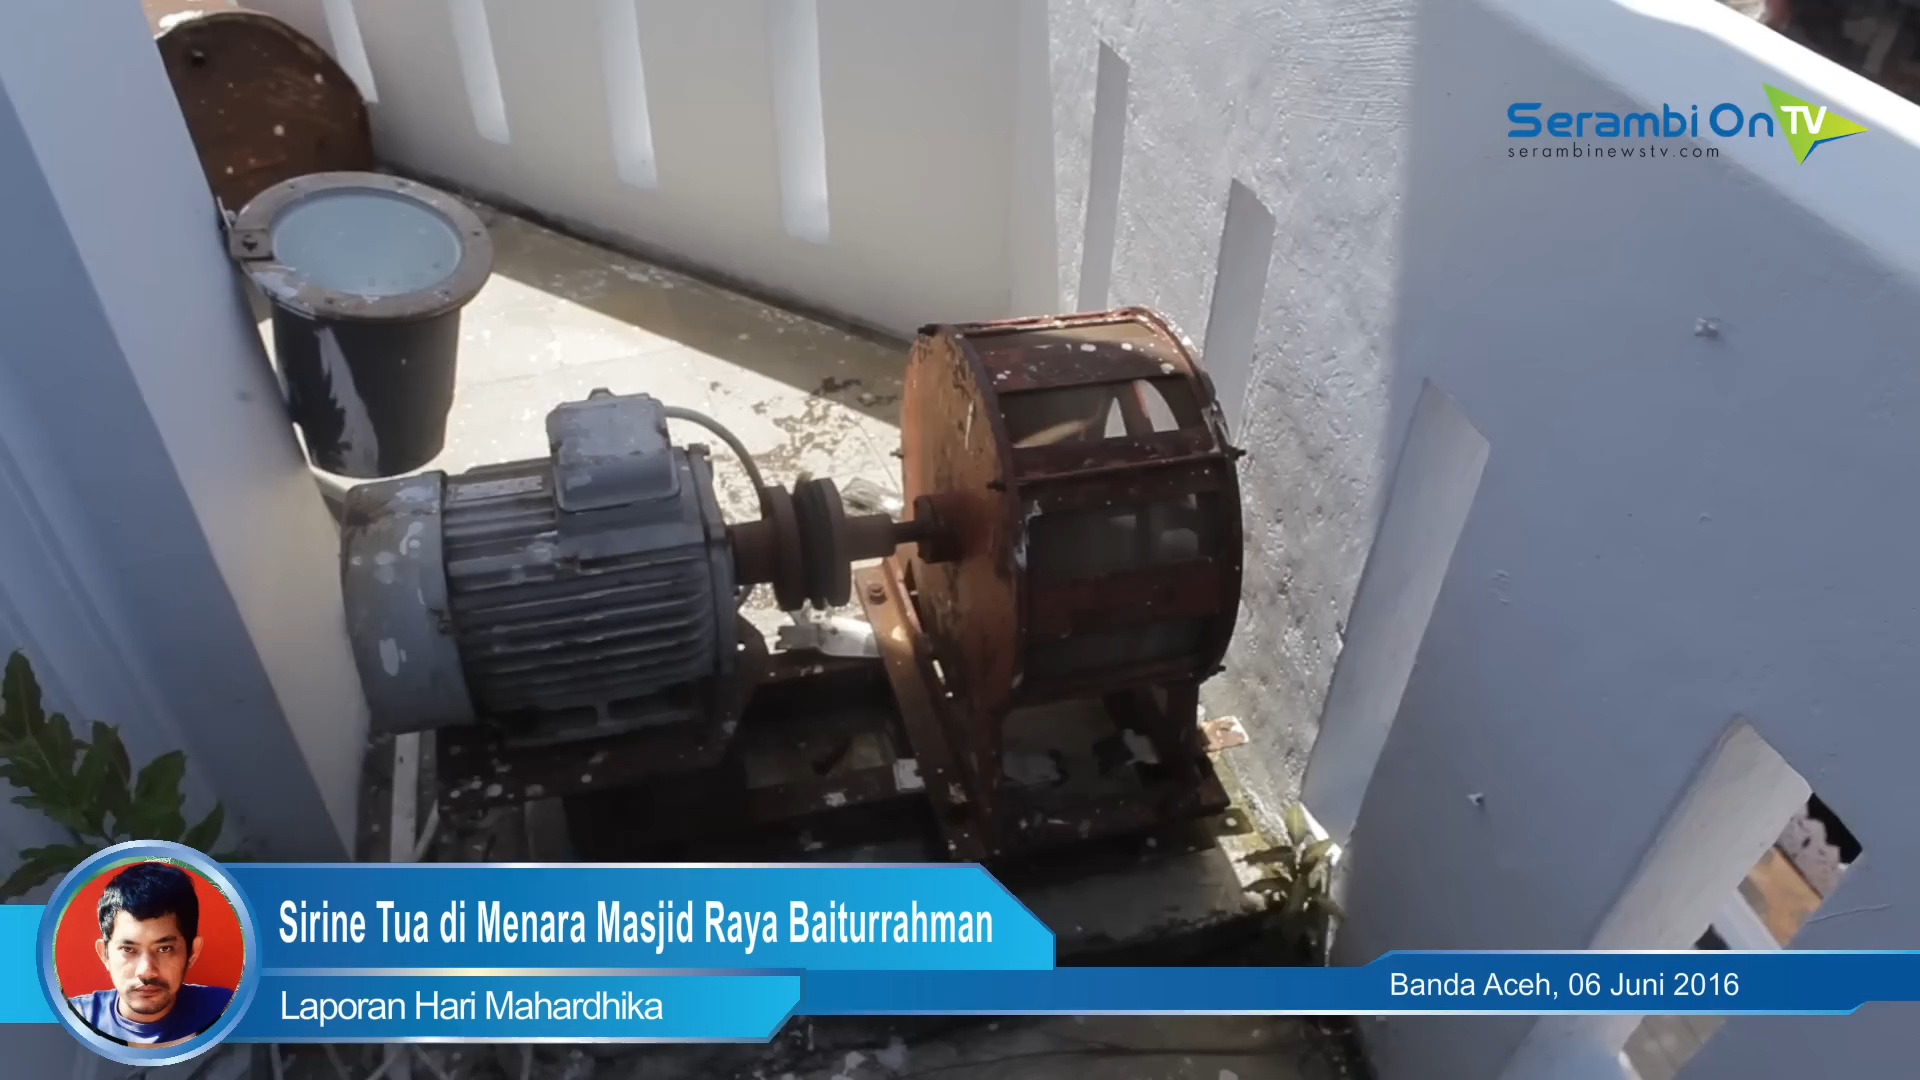 Serambi On TV
serambinewstv.com
Sirine Tua di Menara Masjid Raya Baiturrahman
Laporan Hari Mahardhika
Banda Aceh, 06 Juni 2016